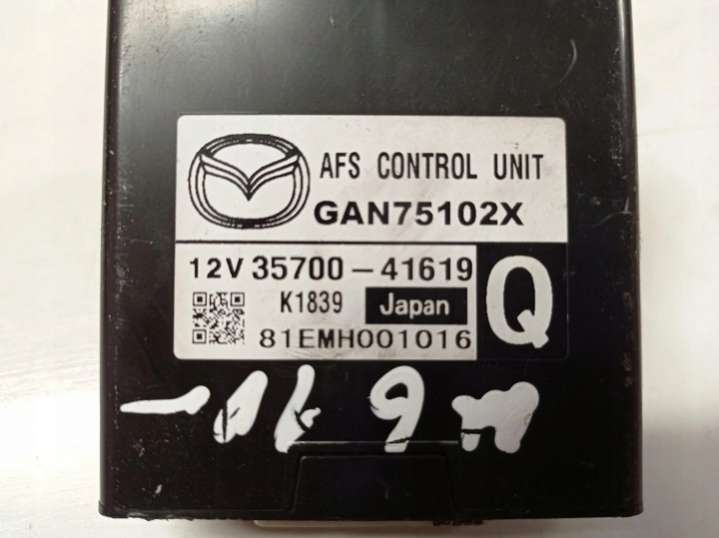 AFS CONTROL UNIT
GAN75102X
12V 35700-41619
K1839 Japan
Q
81EMH001016